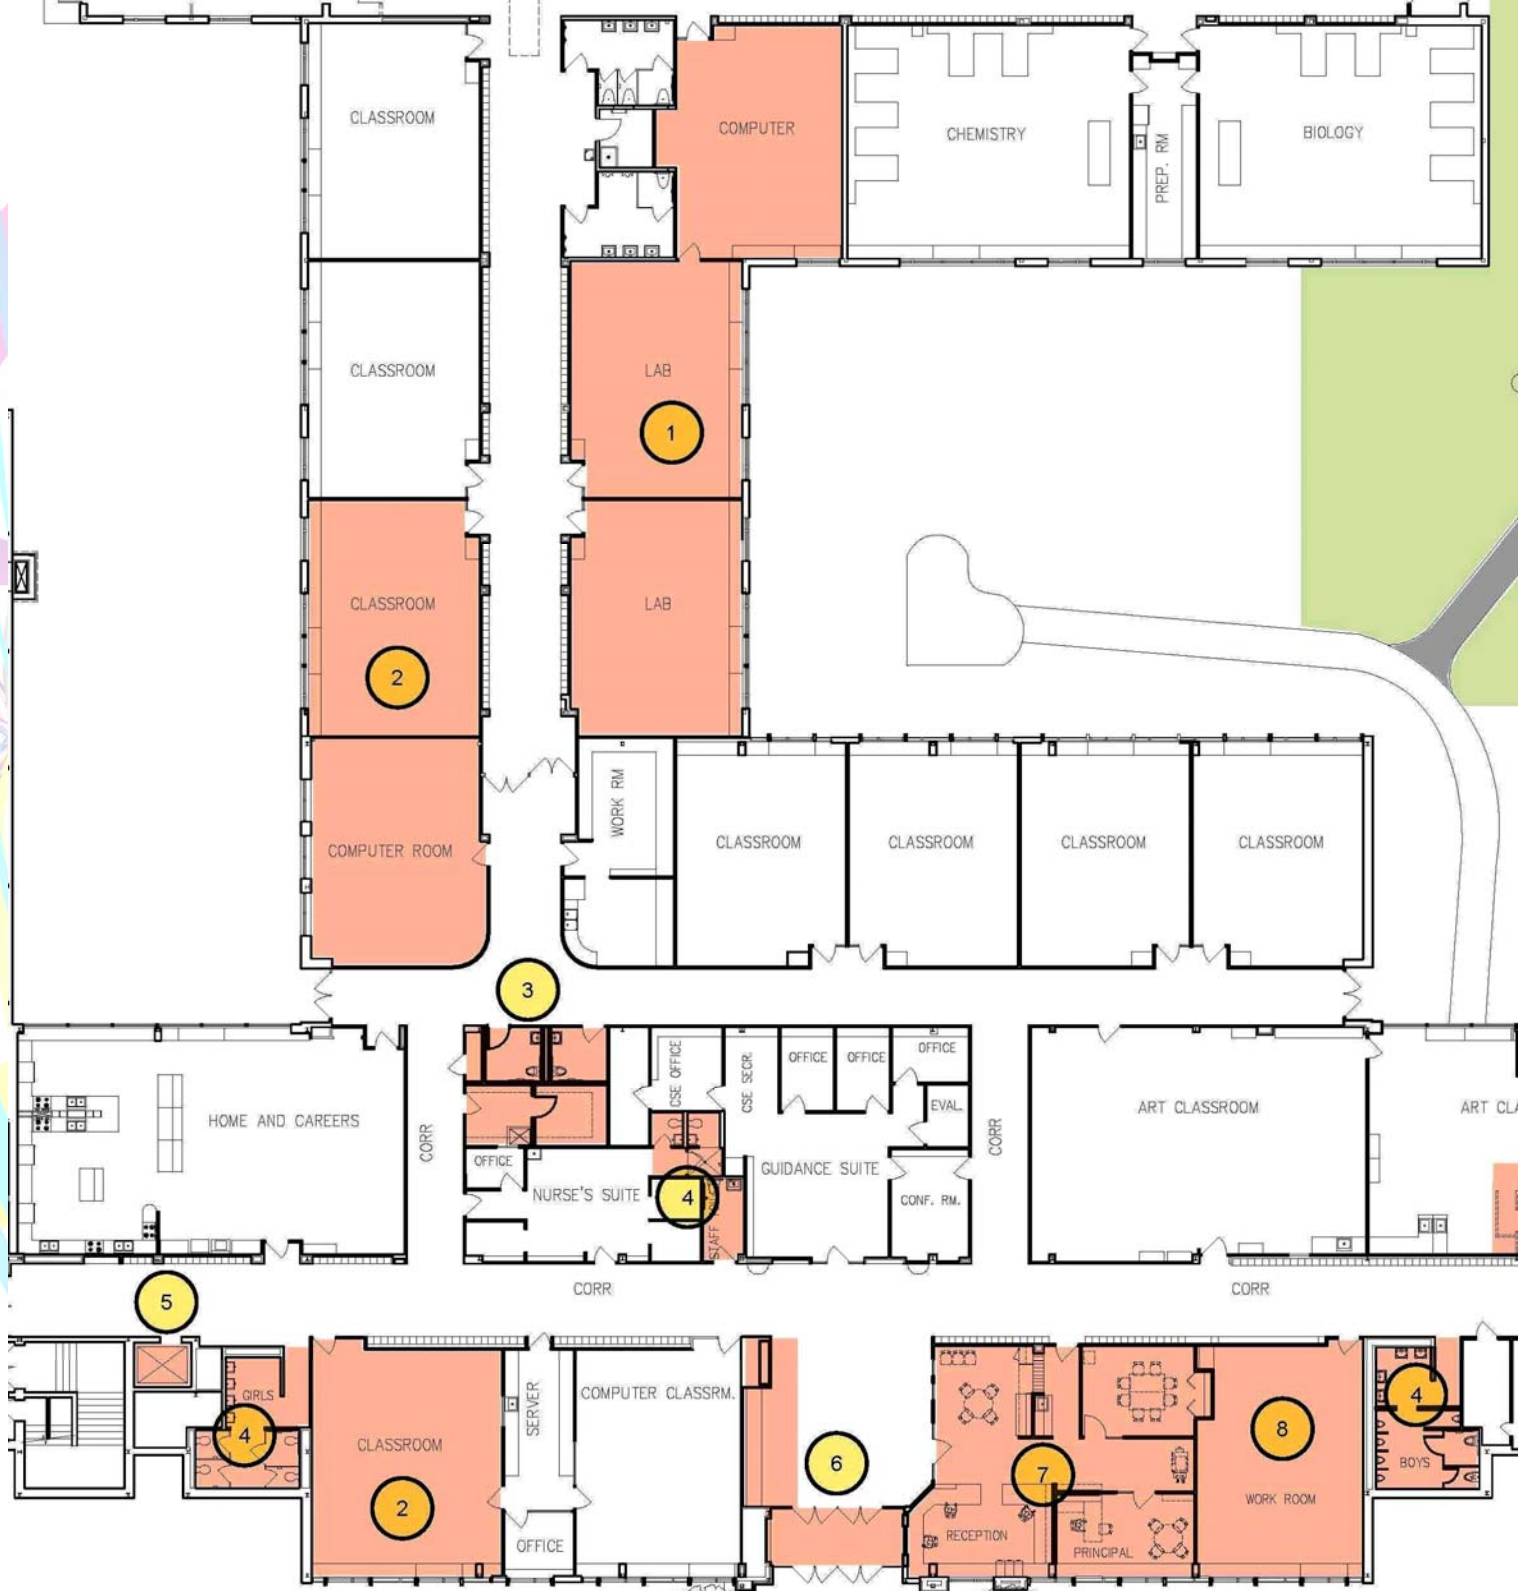 CLASSROOM
COMPUTER
CHEMISTRY
PREP. RM
BIOLOGY
CLASSROOM
LAB
1
CLASSROOM
2
LAB
COMPUTER ROOM
WORK RM
CLASSROOM
CLASSROOM
CLASSROOM
CLASSROOM
3
HOME AND CAREERS
CORR
OFFICE
NURSE'S SUITE
CSE OFFICE
CSE SECR.
OFFICE
OFFICE
OFFICE
EVAL.
4
STAFF
GUIDANCE SUITE
CONF. RM.
CORR
ART CLASSROOM
ART CLA
CORR
CORR
5
GIRLS
4
CLASSROOM
2
SERVER
OFFICE
COMPUTER CLASSRM.
6
7
RECEPTION
PRINCIPAL
8
WORK ROOM
4
BOYS